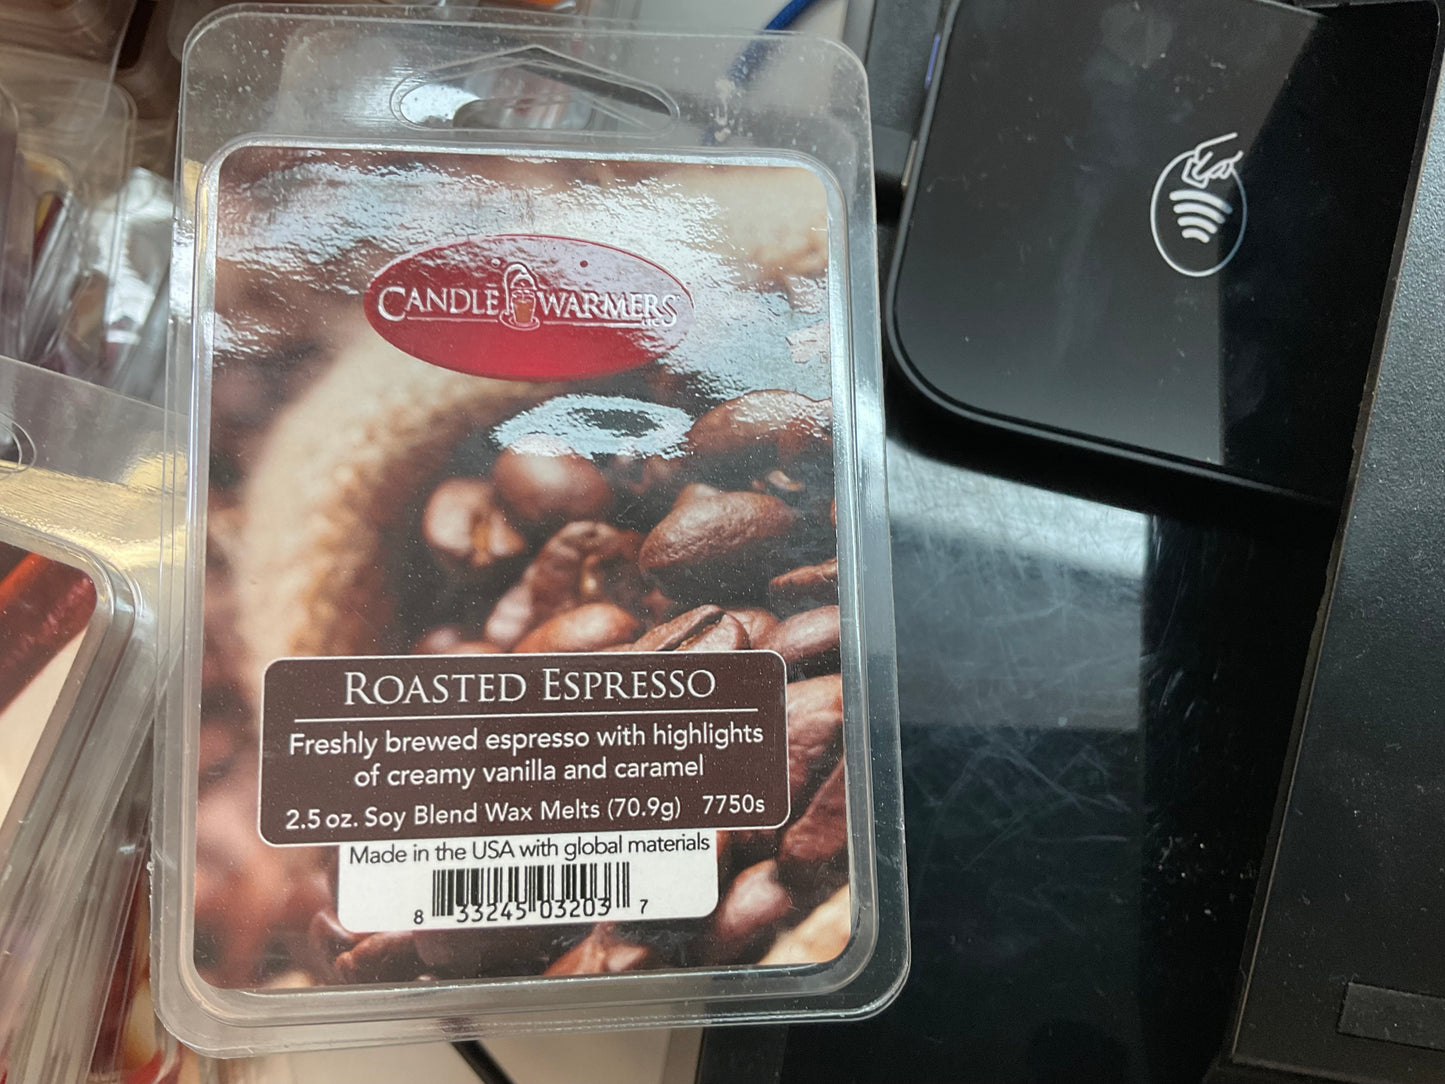 CANDLE WARMERS
ROASTED ESPRESSO
Freshly brewed espresso with highlights
of creamy vanilla and caramel
2.5 oz. Soy Blend Wax Melts (70.9g) 7750s
Made in the USA with global materials
8 33245 03203 7